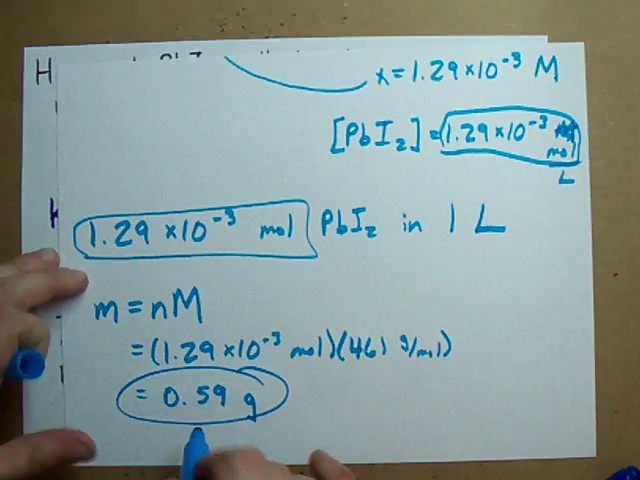 x = 1.29 × 10⁻³ M
[PbI₂] = 1.29 × 10⁻³ mol
L
1.29 × 10⁻³ mol PbI₂ in 1 L
m = nM
= (1.29 × 10⁻³ mol)(461 g/mol)
= 0.59 g